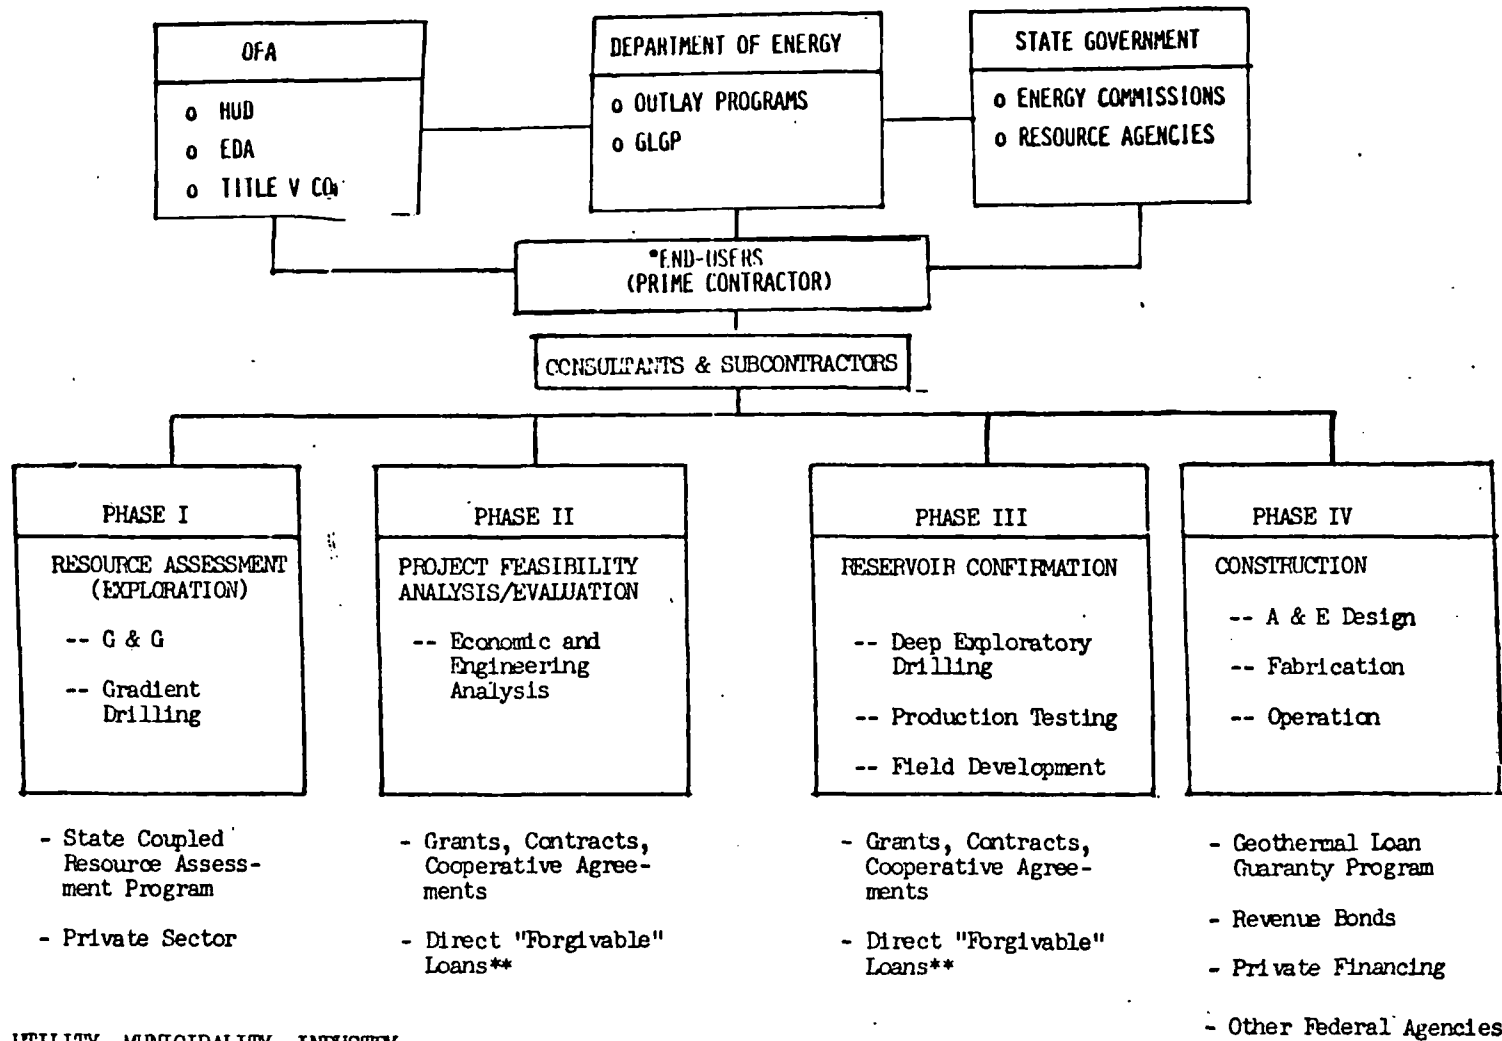 OFA
o HUD
o EDA
o TITLE V CO
DEPARTMENT OF ENERGY
o OUTLAY PROGRAMS
o GLGP
STATE GOVERNMENT
o ENERGY COMMISSIONS
o RESOURCE AGENCIES
*END-USERS
(PRIME CONTRACTOR)
CONSULTANTS & SUBCONTRACTORS
PHASE I
RESOURCE ASSESSMENT
(EXPLORATION)
-- G & G
-- Gradient
Drilling
- State Coupled
Resource Assess-
ment Program
- Private Sector
PHASE II
PROJECT FEASIBILITY
ANALYSIS/EVALUATION
-- Economic and
Engineering
Analysis
- Grants, Contracts,
Cooperative Agree-
ments
- Direct "Forgivable"
Loans**
PHASE III
RESERVOIR CONFIRMATION
-- Deep Exploratory
Drilling
-- Production Testing
-- Field Development
- Grants, Contracts,
Cooperative Agree-
ments
- Direct "Forgivable"
Loans**
PHASE IV
CONSTRUCTION
-- A & E Design
-- Fabrication
-- Operation
- Geothermal Loan
Guaranty Program
- Revenue Bonds
- Private Financing
- Other Federal Agencies
UTILITY, MUNICIPALITY, INDUSTRY